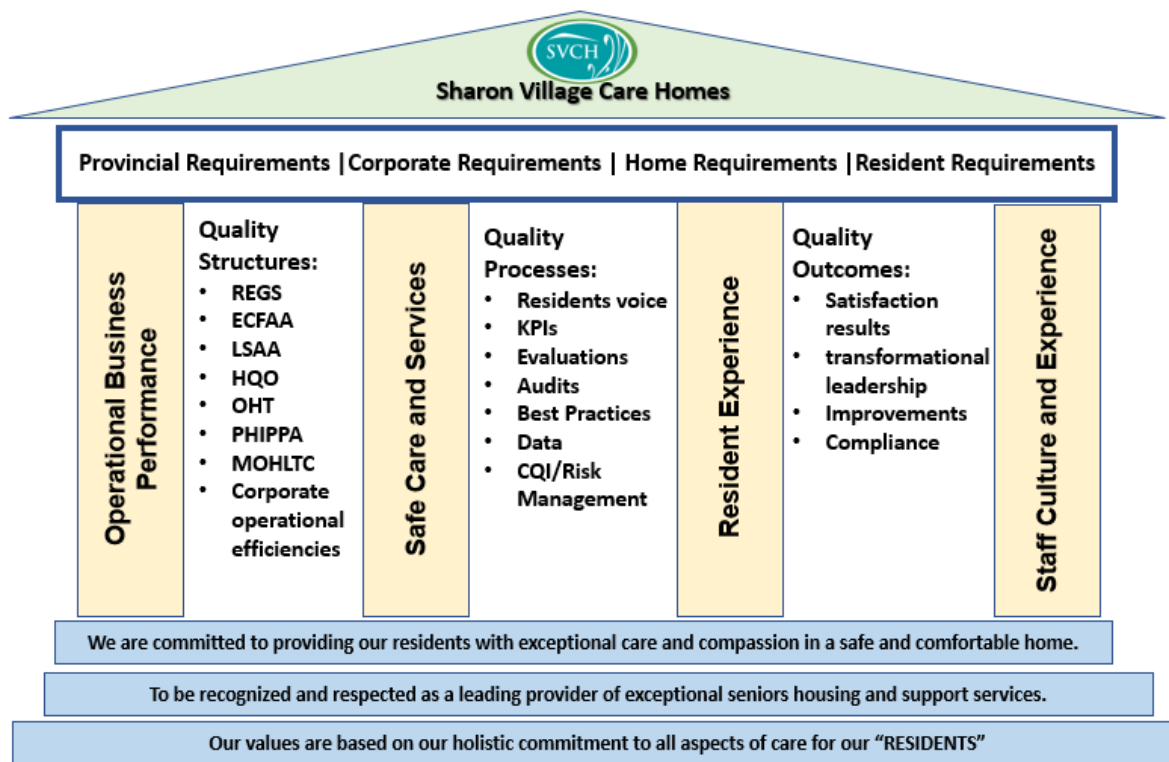 SVCH
Sharon Village Care Homes
Provincial Requirements |Corporate Requirements | Home Requirements |Resident Requirements
Operational Business
Performance
Quality
Structures:
• REGS
• ECFAA
• LSAA
• HQO
• OHT
• PHIPPA
• MOHLTC
• Corporate
operational
efficiencies
Safe Care and Services
Quality
Processes:
• Residents voice
• KPIs
• Evaluations
• Audits
• Best Practices
• Data
• CQI/Risk
Management
Resident Experience
Quality
Outcomes:
• Satisfaction
results
• transformational
leadership
• Improvements
• Compliance
Staff Culture and Experience
We are committed to providing our residents with exceptional care and compassion in a safe and comfortable home.
To be recognized and respected as a leading provider of exceptional seniors housing and support services.
Our values are based on our holistic commitment to all aspects of care for our “RESIDENTS”